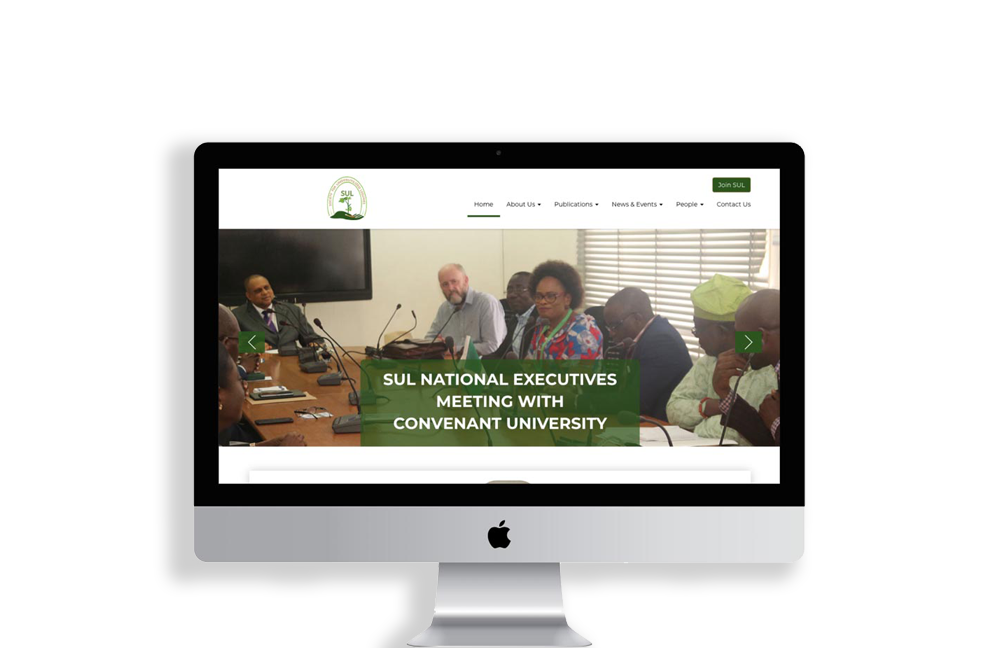 SUL
Join SUL
Home
About Us
Publications
News & Events
People
Contact Us
SUL NATIONAL EXECUTIVES
MEETING WITH
CONVENANT UNIVERSITY